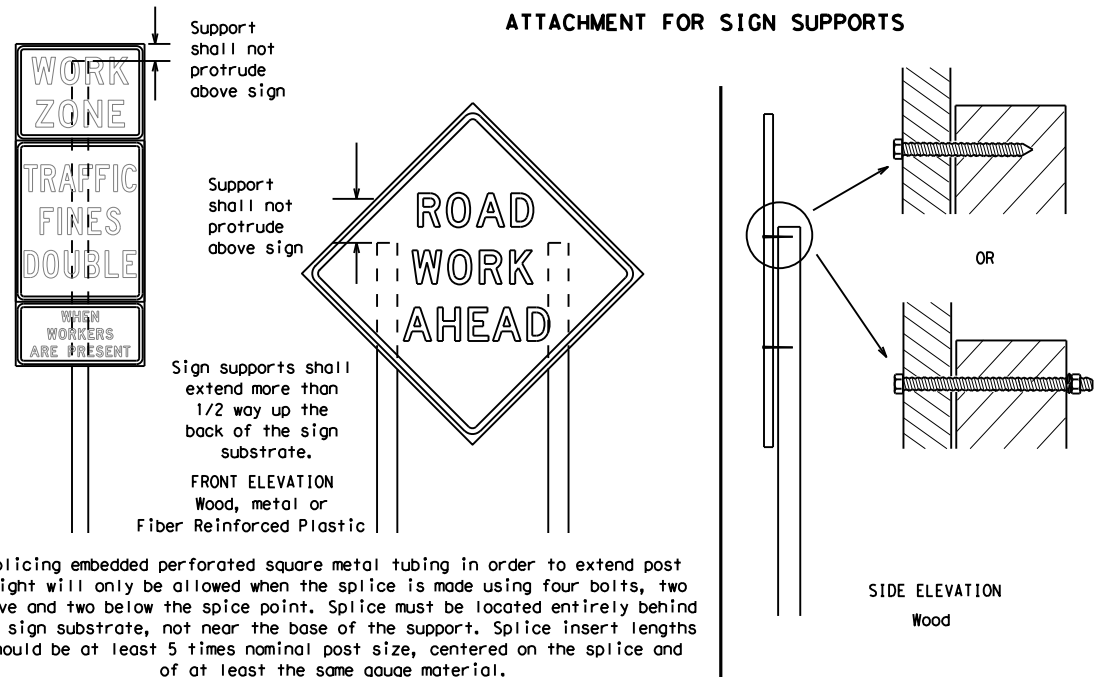 ATTACHMENT FOR SIGN SUPPORTS
Support
shall not
protrude
above sign
WORK
ZONE
TRAFFIC
FINES
DOUBLE
WHEN
WORKERS
ARE PRESENT
Support
shall not
protrude
above sign
ROAD
WORK
AHEAD
Sign supports shall
extend more than
1/2 way up the
back of the sign
substrate.
FRONT ELEVATION
Wood, metal or
Fiber Reinforced Plastic
OR
SIDE ELEVATION
Wood
embedded perforated square metal tubing in order to extend post
will only be allowed when the splice is made using four bolts, two
and two below the spice point. Splice must be located entirely behind
sign substrate, not near the base of the support. Splice insert lengths
should be at least 5 times nominal post size, centered on the splice and
of at least the same gauge material.